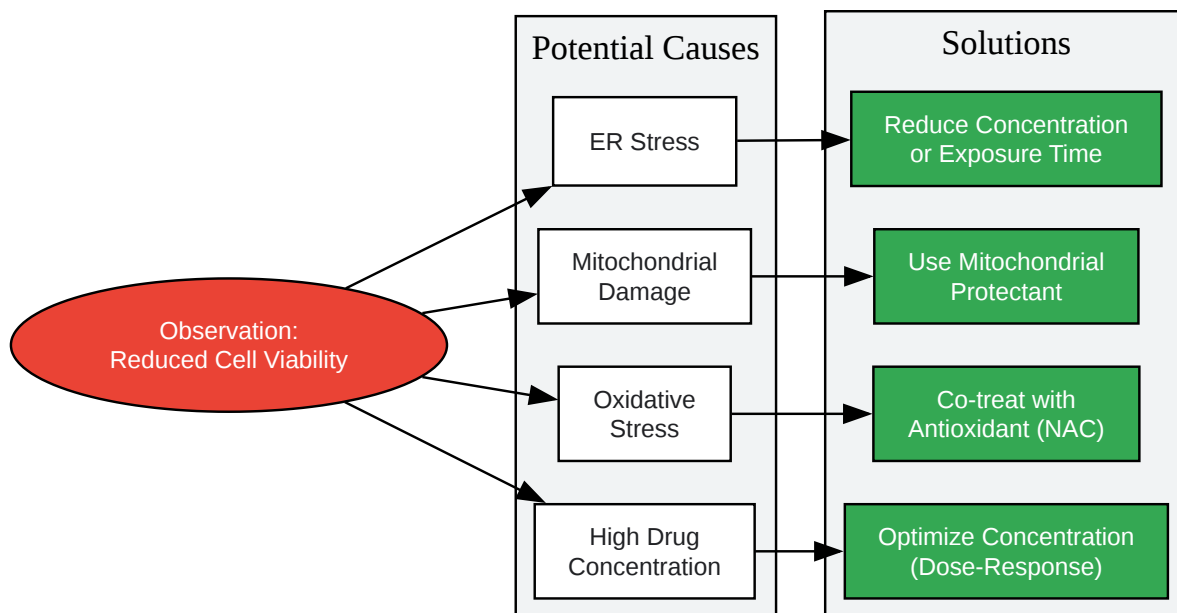 Observation:
Reduced Cell Viability
Potential Causes
ER Stress
Mitochondrial
Damage
Oxidative
Stress
High Drug
Concentration
Solutions
Reduce Concentration
or Exposure Time
Use Mitochondrial
Protectant
Co-treat with
Antioxidant (NAC)
Optimize Concentration
(Dose-Response)